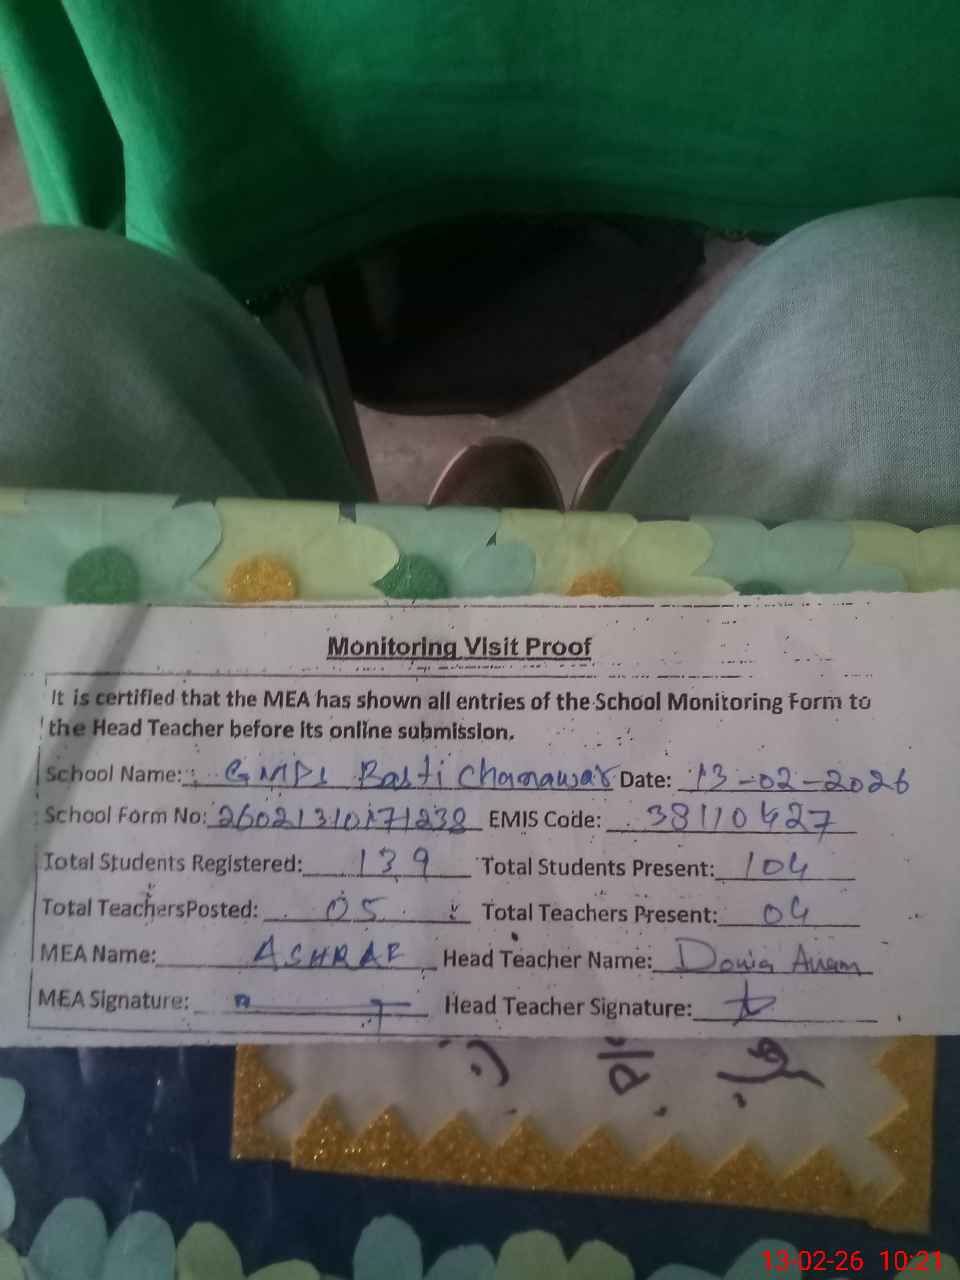 Monitoring Visit Proof
It is certified that the MEA has shown all entries of the School Monitoring Form to
the Head Teacher before its online submission.
School Name: GMPS Basti Chanawar Date: 13-02-2026
School Form No: EMIS Code: 38110427
Total Students Registered: 139 Total Students Present: 104
Total TeachersPosted: 05 Total Teachers Present: 04
MEA Name: ASHRAF Head Teacher Name:
MEA Signature: Head Teacher Signature:
13-02-26 10:21